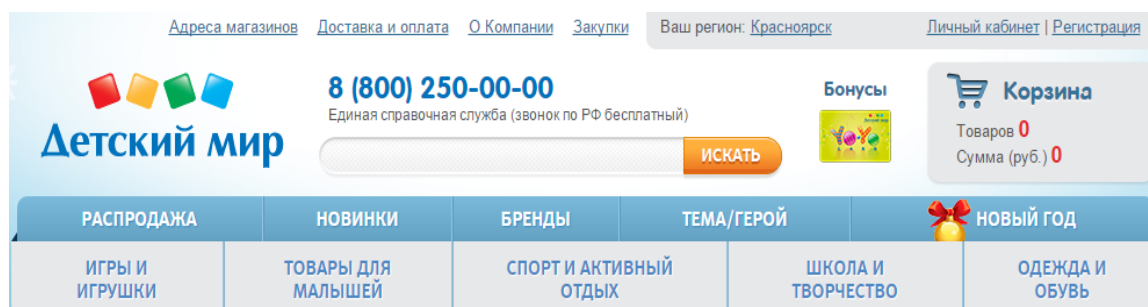 Адреса магазинов Доставка и оплата О Компании Закупки Ваш регион: Красноярск Личный кабинет | Регистрация
Детский мир
8 (800) 250-00-00
Единая справочная служба (звонок по РФ бесплатный)
ИСКАТЬ
Бонусы
Yo-Yo
Корзина
Товаров 0
Сумма (руб.) 0
РАСПРОДАЖА НОВИНКИ БРЕНДЫ ТЕМА/ГЕРОЙ НОВЫЙ ГОД
ИГРЫ И
ИГРУШКИ
ТОВАРЫ ДЛЯ
МАЛЫШЕЙ
СПОРТ И АКТИВНЫЙ
ОТДЫХ
ШКОЛА И
ТВОРЧЕСТВО
ОДЕЖДА И
ОБУВЬ